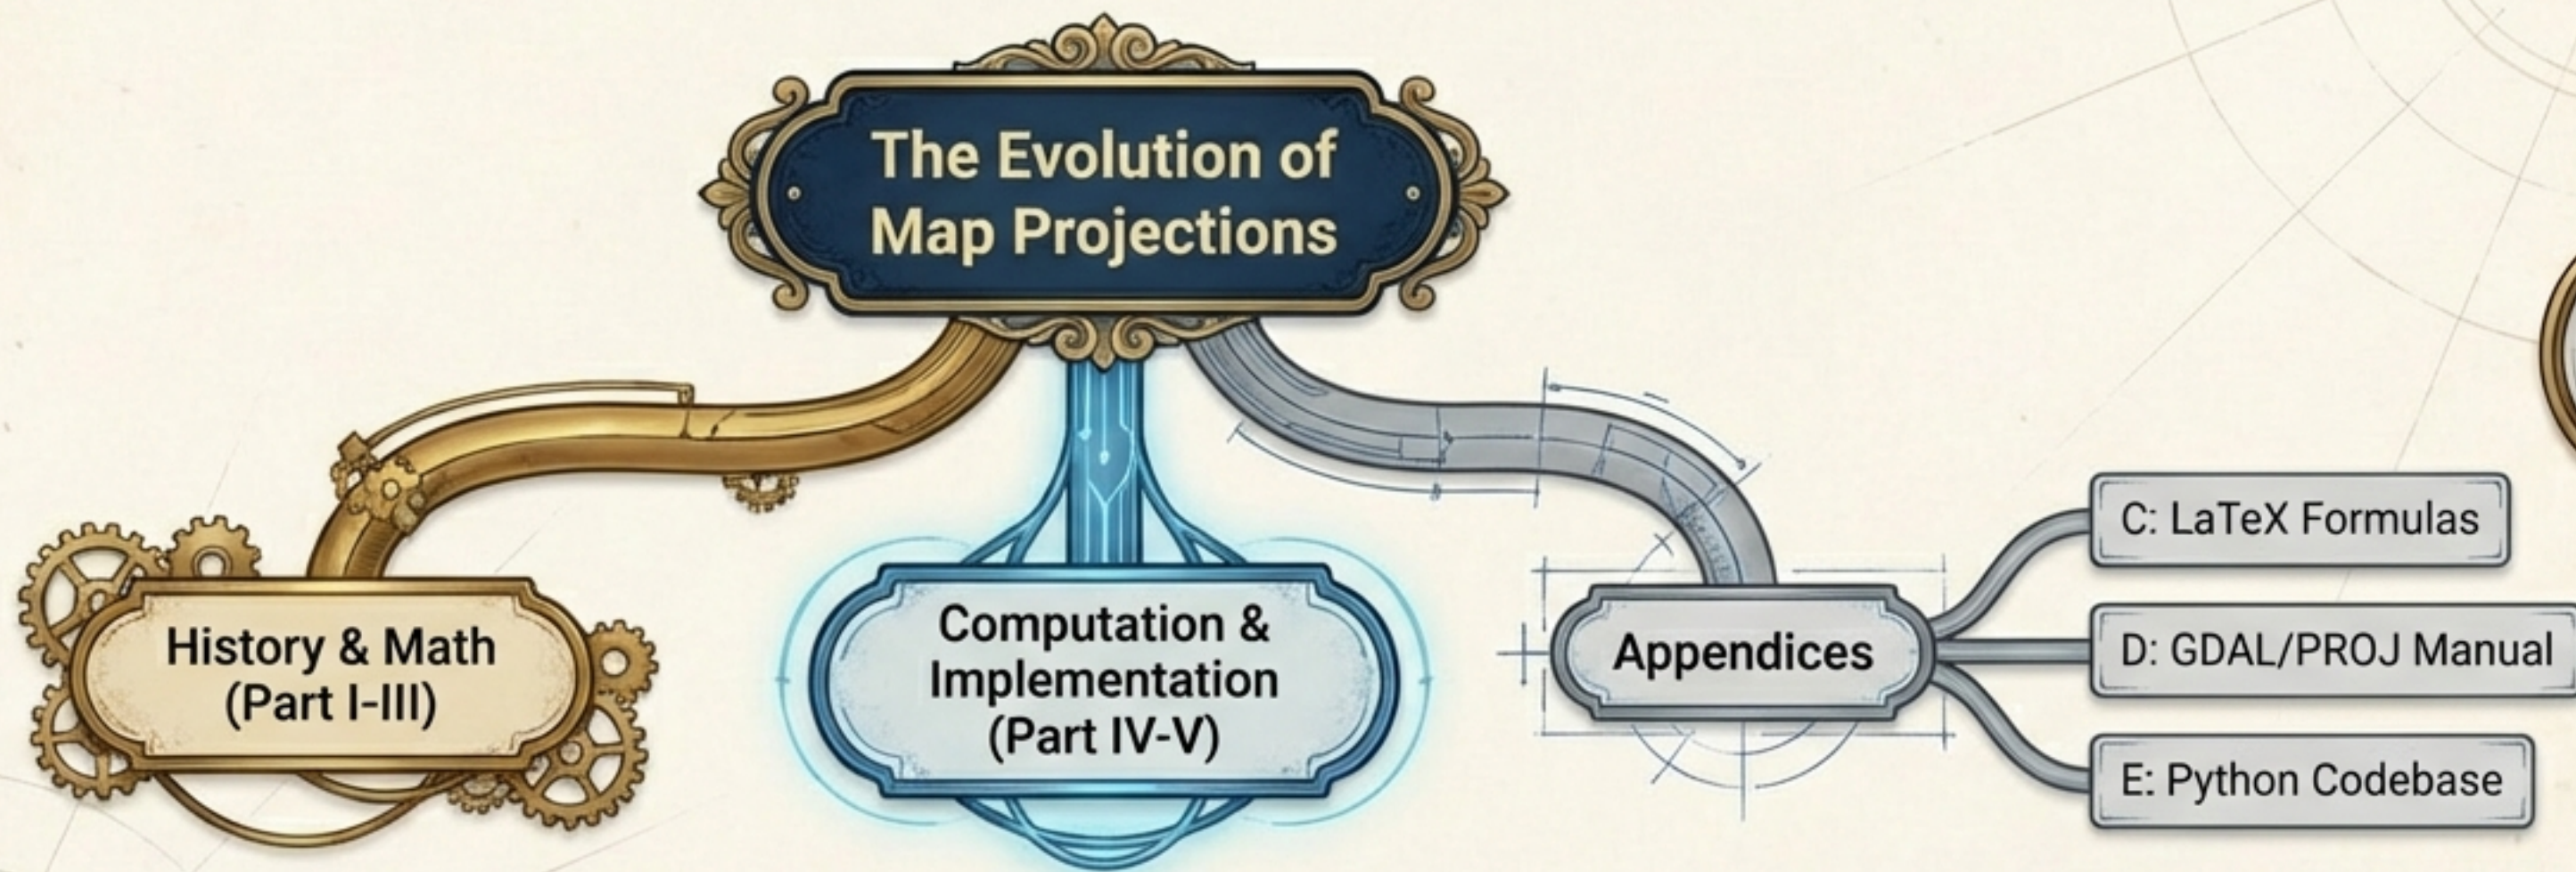 The Evolution of
Map Projections
History & Math
(Part I-III)
Computation &
Implementation
(Part IV-V)
Appendices
C: LaTeX Formulas
D: GDAL/PROJ Manual
E: Python Codebase